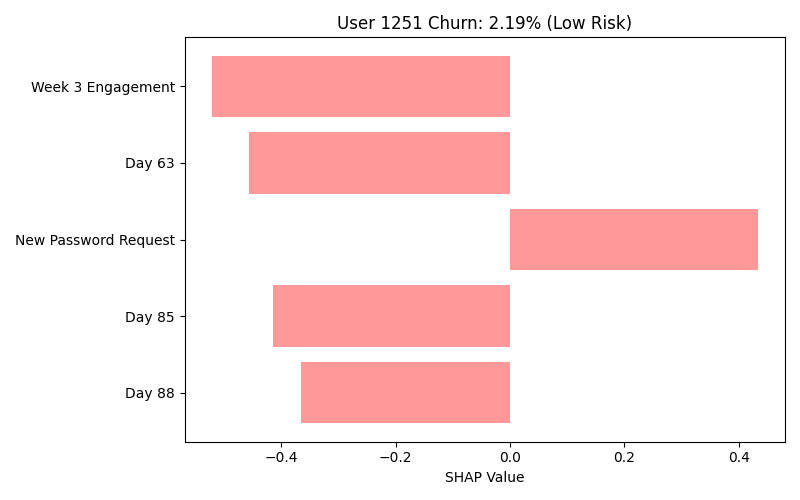 User 1251 Churn: 2.19% (Low Risk)
Week 3 Engagement
Day 63
New Password Request
Day 85
Day 88
−0.4 −0.2 0.0 0.2 0.4
SHAP Value